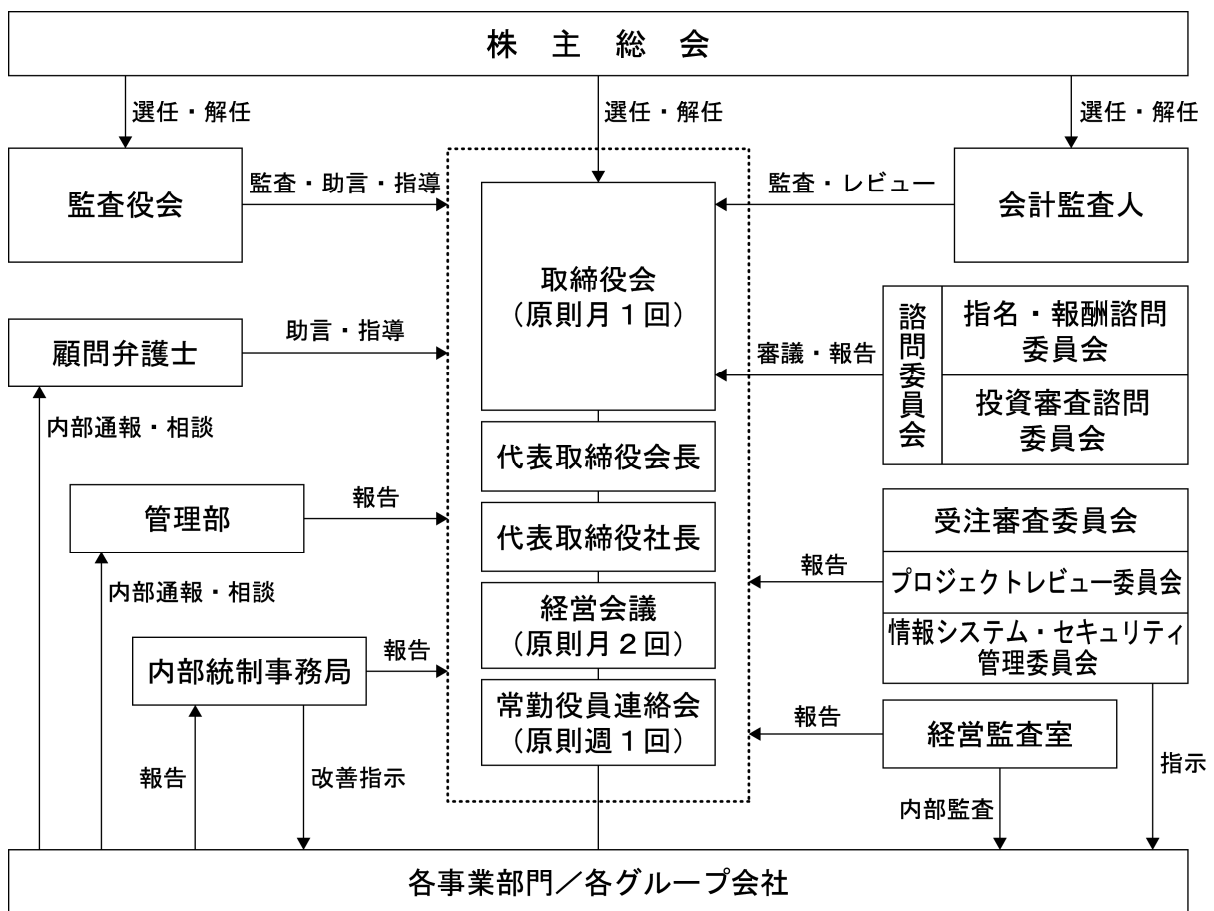 株主総会
選任・解任
選任・解任
選任・解任
監査役会
監査・助言・指導
監査・レビュー
会計監査人
取締役会
(原則月1回)
顧問弁護士
助言・指導
審議・報告
諮問委員会
指名・報酬諮問
委員会
投資審査諮問
委員会
内部通報・相談
代表取締役会長
管理部
報告
代表取締役社長
受注審査委員会
報告
プロジェクトレビュー委員会
情報システム・セキュリティ
管理委員会
内部通報・相談
経営会議
(原則月2回)
内部統制事務局
報告
常勤役員連絡会
(原則週1回)
報告
経営監査室
報告
改善指示
内部監査
指示
各事業部門/各グループ会社